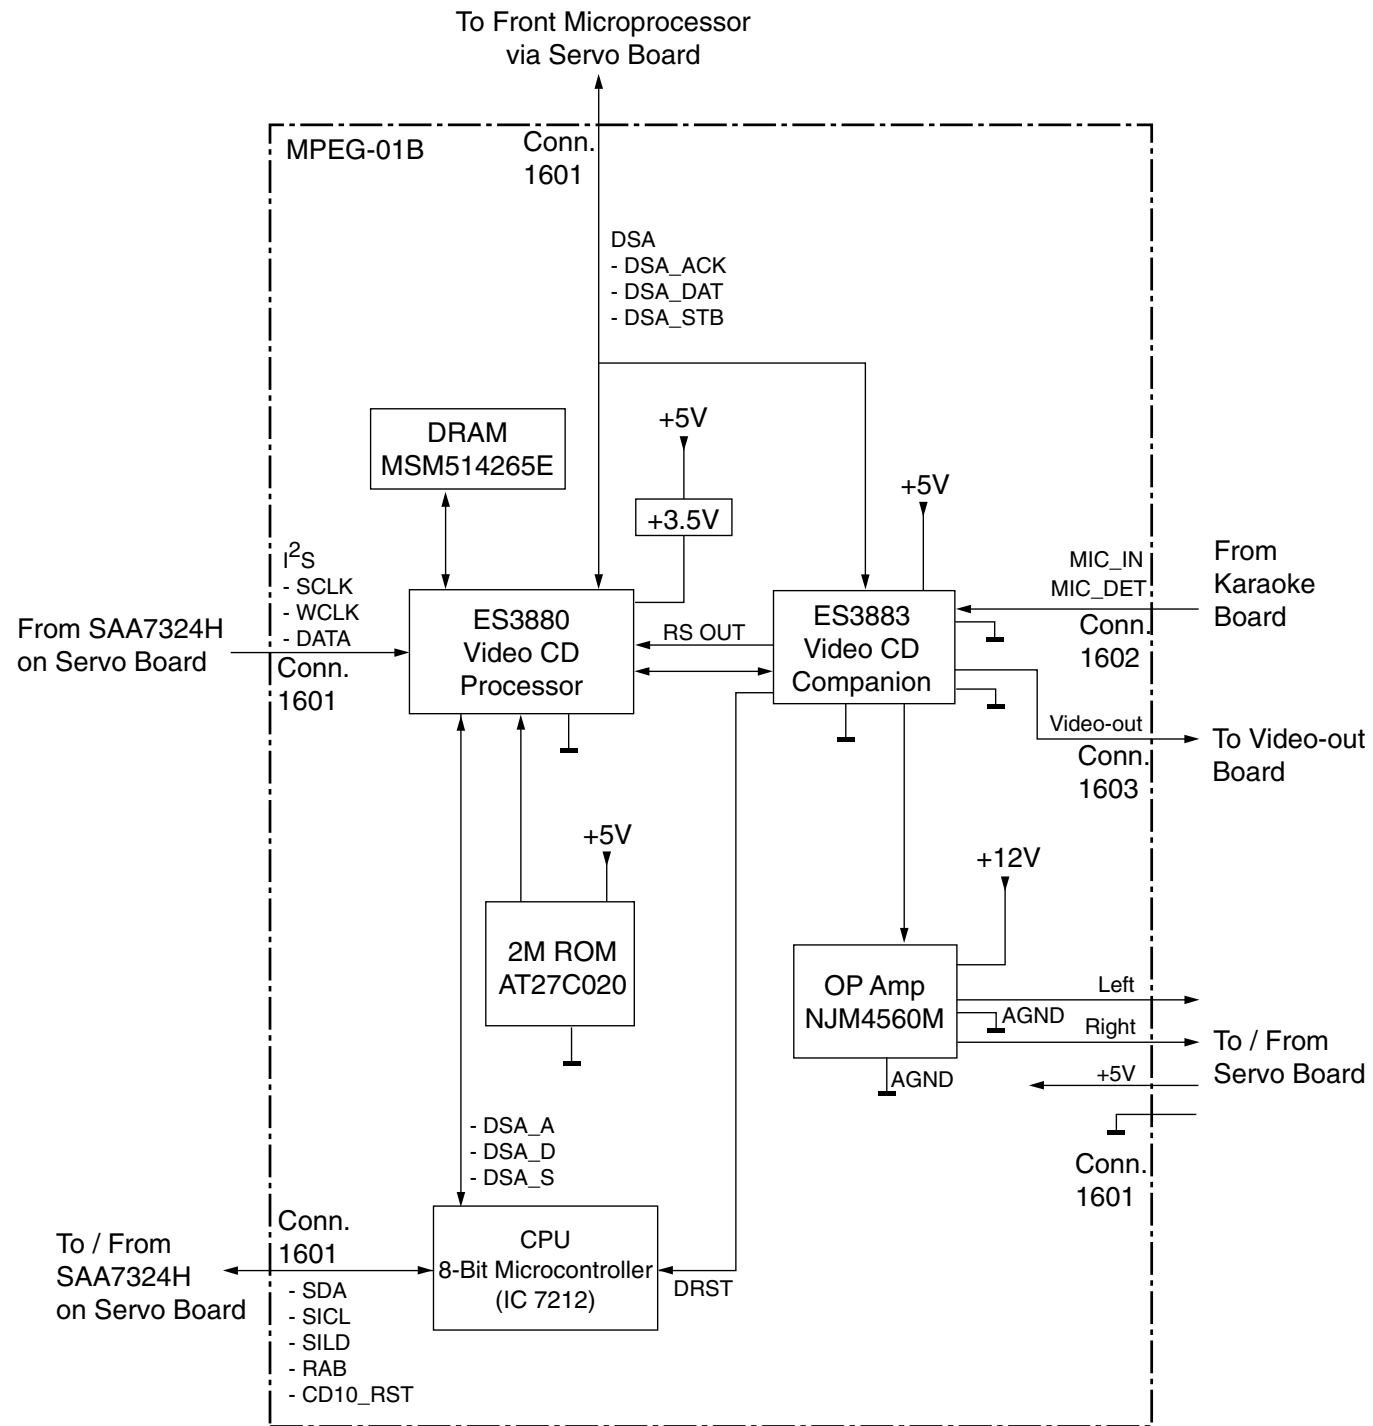 To Front Microprocessor
via Servo Board
MPEG-01B
Conn.
1601
DSA
- DSA_ACK
- DSA_DAT
- DSA_STB
DRAM
MSM514265E
+5V
+3.5V
+5V
I2S
- SCLK
- WCLK
- DATA
From SAA7324H
on Servo Board
Conn.
1601
ES3880
Video CD
Processor
RS OUT
ES3883
Video CD
Companion
MIC_IN
MIC_DET
Conn.
1602
From
Karaoke
Board
Video-out
Conn.
1603
To Video-out
Board
+5V
2M ROM
AT27C020
+12V
OP Amp
NJM4560M
Left
AGND
Right
AGND
+5V
To / From
Servo Board
Conn.
1601
- DSA_A
- DSA_D
- DSA_S
To / From
SAA7324H
on Servo Board
Conn.
1601
- SDA
- SICL
- SILD
- RAB
- CD10_RST
CPU
8-Bit Microcontroller
(IC 7212)
DRST